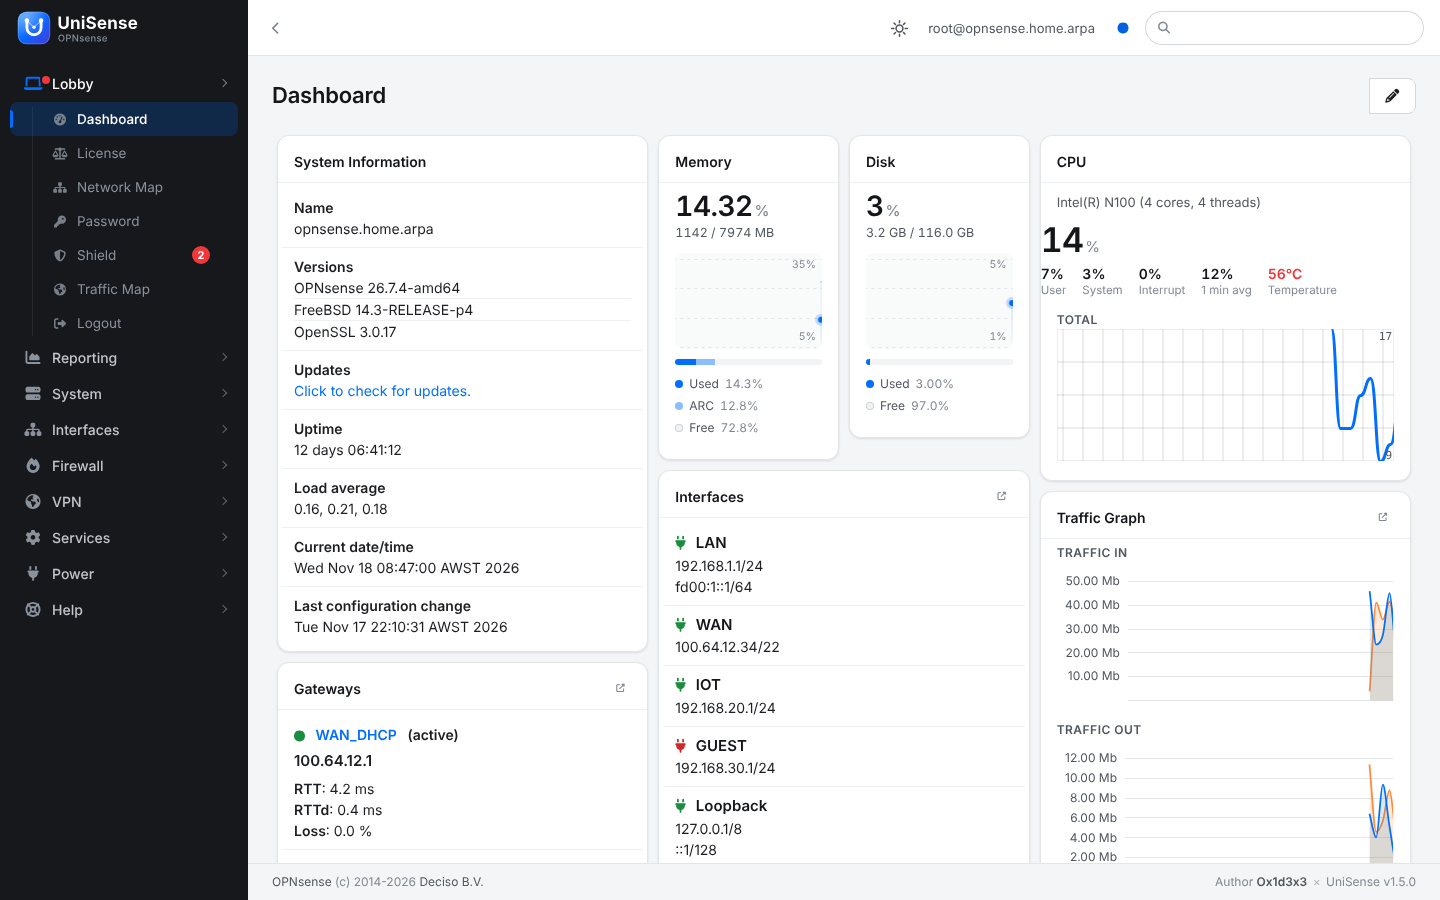 UniSense
OPNsense
root@opnsense.home.arpa
Lobby
Dashboard
License
Network Map
Password
Shield
2
Traffic Map
Logout
Reporting
System
Interfaces
Firewall
VPN
Services
Power
Help
Dashboard
System Information
Name
opnsense.home.arpa
Versions
OPNsense 26.7.4-amd64
FreeBSD 14.3-RELEASE-p4
OpenSSL 3.0.17
Updates
Click to check for updates.
Uptime
12 days 06:41:12
Load average
0.16, 0.21, 0.18
Current date/time
Wed Nov 18 08:47:00 AWST 2026
Last configuration change
Tue Nov 17 22:10:31 AWST 2026
Gateways
WAN_DHCP (active)
100.64.12.1
RTT: 4.2 ms
RTTd: 0.4 ms
Loss: 0.0 %
Memory
14.32 %
1142 / 7974 MB
35%
5%
Used 14.3%
ARC 12.8%
Free 72.8%
Disk
3 %
3.2 GB / 116.0 GB
5%
1%
Used 3.00%
Free 97.0%
Interfaces
LAN
192.168.1.1/24
fd00:1::1/64
WAN
100.64.12.34/22
IOT
192.168.20.1/24
GUEST
192.168.30.1/24
Loopback
127.0.0.1/8
::1/128
CPU
Intel(R) N100 (4 cores, 4 threads)
14 %
7% 3% 0% 12% 56°C
User System Interrupt 1 min avg Temperature
TOTAL
17
9
Traffic Graph
TRAFFIC IN
50.00 Mb
40.00 Mb
30.00 Mb
20.00 Mb
10.00 Mb
TRAFFIC OUT
12.00 Mb
10.00 Mb
8.00 Mb
6.00 Mb
4.00 Mb
2.00 Mb
OPNsense (c) 2014-2026 Deciso B.V.
Author Ox1d3x3 × UniSense v1.5.0